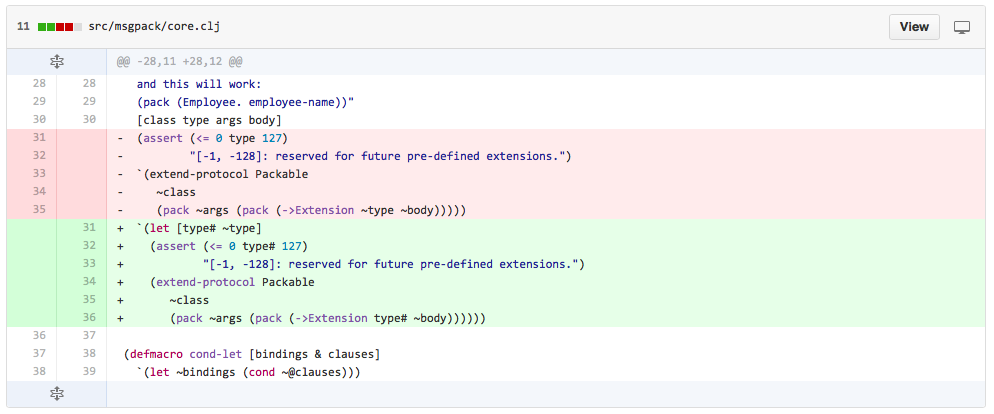 11 src/msgpack/core.clj View
@@ -28,11 +28,12 @@
28 28 and this will work:
29 29 (pack (Employee. employee-name))"
30 30 [class type args body]
31 - (assert (<= 0 type 127)
32 - "[-1, -128]: reserved for future pre-defined extensions.")
33 - `(extend-protocol Packable
34 - ~class
35 - (pack ~args (pack (->Extension ~type ~body)))))
31 + `(let [type# ~type]
32 + (assert (<= 0 type# 127)
33 + "[-1, -128]: reserved for future pre-defined extensions.")
34 + (extend-protocol Packable
35 + ~class
36 + (pack ~args (pack (->Extension type# ~body))))))
36 37
37 38 (defmacro cond-let [bindings & clauses]
38 39 `(let ~bindings (cond ~@clauses)))